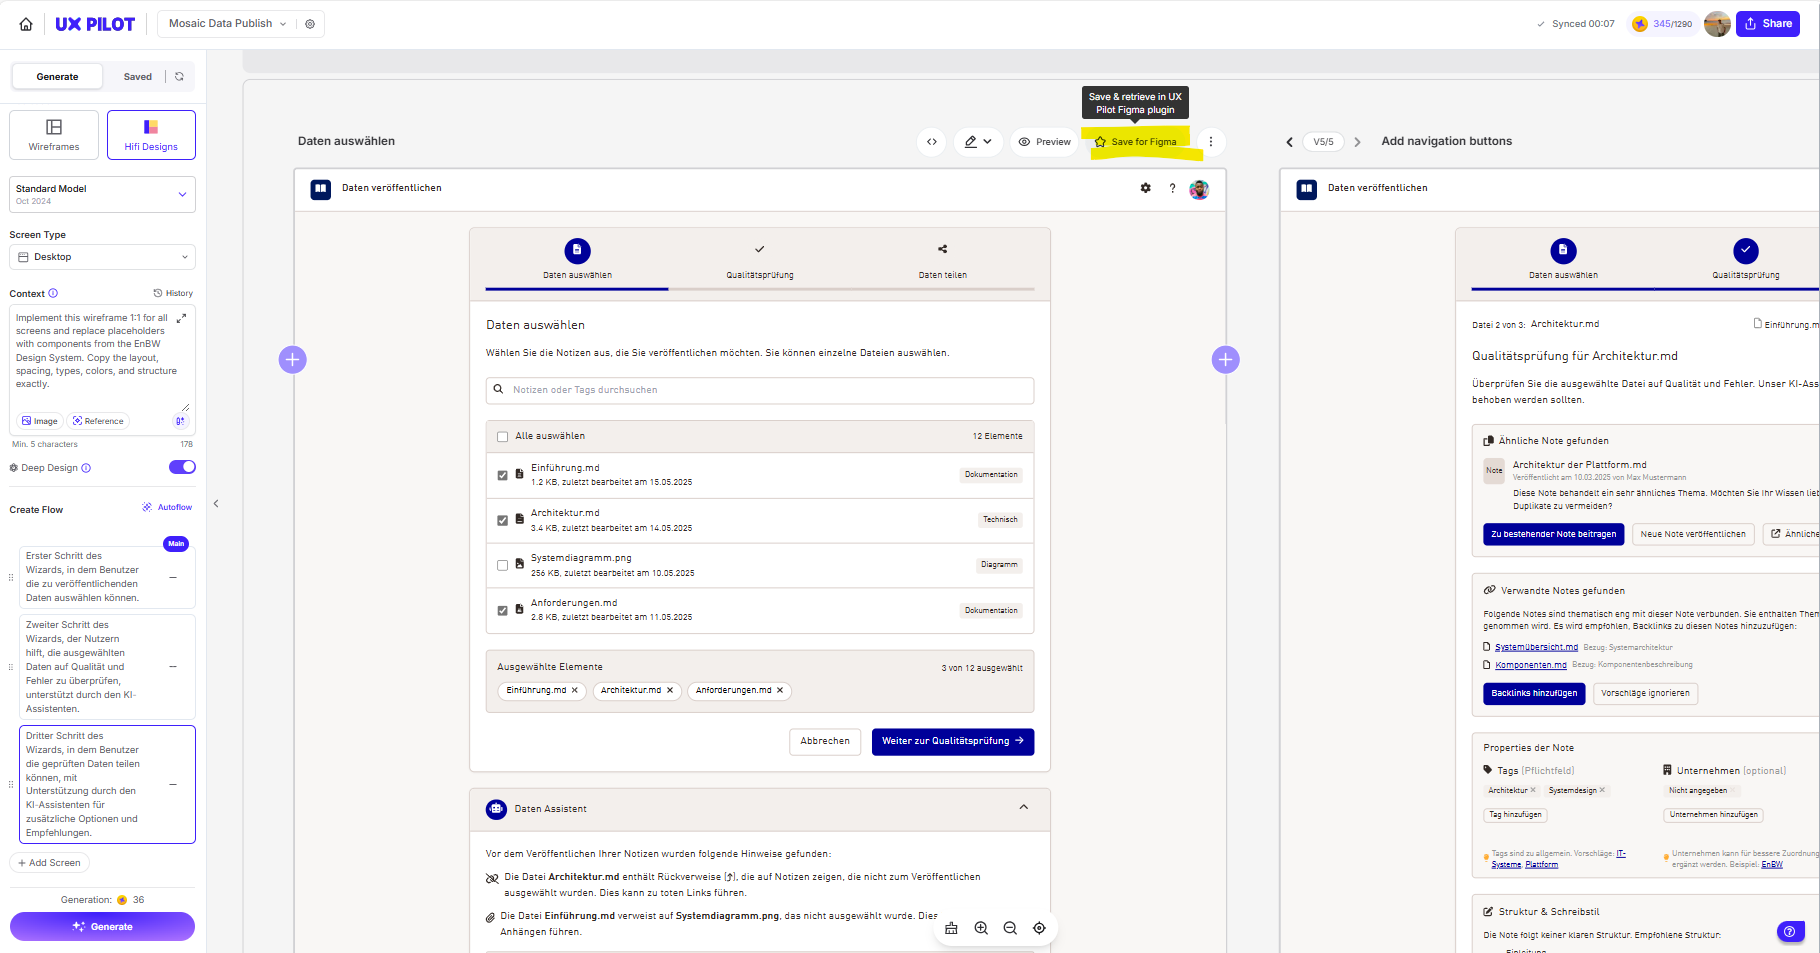 UX PILOT
Mosaic Data Publish
Synced 00:07
345/1290
Share
Generate
Saved
Wireframes
Hifi Designs
Standard Model
Oct 2024
Screen Type
Desktop
Context
History
Implement this wireframe 1:1 for all
screens and replace placeholders
with components from the EnBW
Design System. Copy the layout,
spacing, types, colors, and structure
exactly.
Image
Reference
Min. 5 characters
178
Deep Design
Create Flow
Autoflow
Main
Erster Schritt des
Wizards, in dem Benutzer
die zu veröffentlichenden
Daten auswählen können.
Zweiter Schritt des
Wizards, der Nutzern
hilft, die ausgewählten
Daten auf Qualität und
Fehler zu überprüfen,
unterstützt durch den KI-
Assistenten.
Dritter Schritt des
Wizards, in dem Benutzer
die geprüften Daten teilen
können, mit
Unterstützung durch den
KI-Assistenten für
zusätzliche Optionen und
Empfehlungen.
+ Add Screen
Generation: 36
Generate
Save & retrieve in UX
Pilot Figma plugin
Daten auswählen
Preview
Save for Figma
Daten veröffentlichen
?
Daten auswählen
Qualitätsprüfung
Daten teilen
Daten auswählen
Wählen Sie die Notizen aus, die Sie veröffentlichen möchten. Sie können einzelne Dateien auswählen.
Notizen oder Tags durchsuchen
Alle auswählen
12 Elemente
Einführung.md
1.2 KB, zuletzt bearbeitet am 15.05.2025
Dokumentation
Architektur.md
3.4 KB, zuletzt bearbeitet am 14.05.2025
Technisch
Systemdiagramm.png
256 KB, zuletzt bearbeitet am 10.05.2025
Diagramm
Anforderungen.md
2.8 KB, zuletzt bearbeitet am 11.05.2025
Dokumentation
Ausgewählte Elemente
3 von 12 ausgewählt
Einführung.md ✕
Architektur.md ✕
Anforderungen.md ✕
Abbrechen
Weiter zur Qualitätsprüfung →
Daten Assistent
Vor dem Veröffentlichen Ihrer Notizen wurden folgende Hinweise gefunden:
Die Datei Architektur.md enthält Rückverweise (⤴), die auf Notizen zeigen, die nicht zum Veröffentlichen
ausgewählt wurden. Dies kann zu toten Links führen.
Die Datei Einführung.md verweist auf Systemdiagramm.png, das nicht ausgewählt wurde. Dies
Anhängen führen.
V5/5
Add navigation buttons
Daten veröffentlichen
Daten auswählen
Qualitätsprüfung
Datei 2 von 3: Architektur.md
Einführung.m
Qualitätsprüfung für Architektur.md
Überprüfen Sie die ausgewählte Datei auf Qualität und Fehler. Unser KI-Ass
behoben werden sollten.
Ähnliche Note gefunden
Note
Architektur der Plattform.md
Veröffentlicht am 10.03.2025 von Max Mustermann
Diese Note behandelt ein sehr ähnliches Thema. Möchten Sie Ihr Wissen lieb
Duplikate zu vermeiden?
Zu bestehender Note beitragen
Neue Note veröffentlichen
Ähnliche
Verwandte Notes gefunden
Folgende Notes sind thematisch eng mit dieser Note verbunden. Sie enthalten Them
genommen wird. Es wird empfohlen, Backlinks zu diesen Notes hinzuzufügen:
Systemübersicht.md Bezug: Systemarchitektur
Komponenten.md Bezug: Komponentenbeschreibung
Backlinks hinzufügen
Vorschläge ignorieren
Properties der Note
Tags (Pflichtfeld)
Unternehmen (optional)
Architektur ✕
Systemdesign ✕
Nicht angegeben
Tag hinzufügen
Unternehmen hinzufügen
Tags sind zu allgemein. Vorschläge: IT-
Systeme, Plattform
Unternehmen kann für bessere Zuordnung
ergänzt werden. Beispiel: EnBW
Struktur & Schreibstil
Die Note folgt keiner klaren Struktur. Empfohlene Struktur:
Einleitung